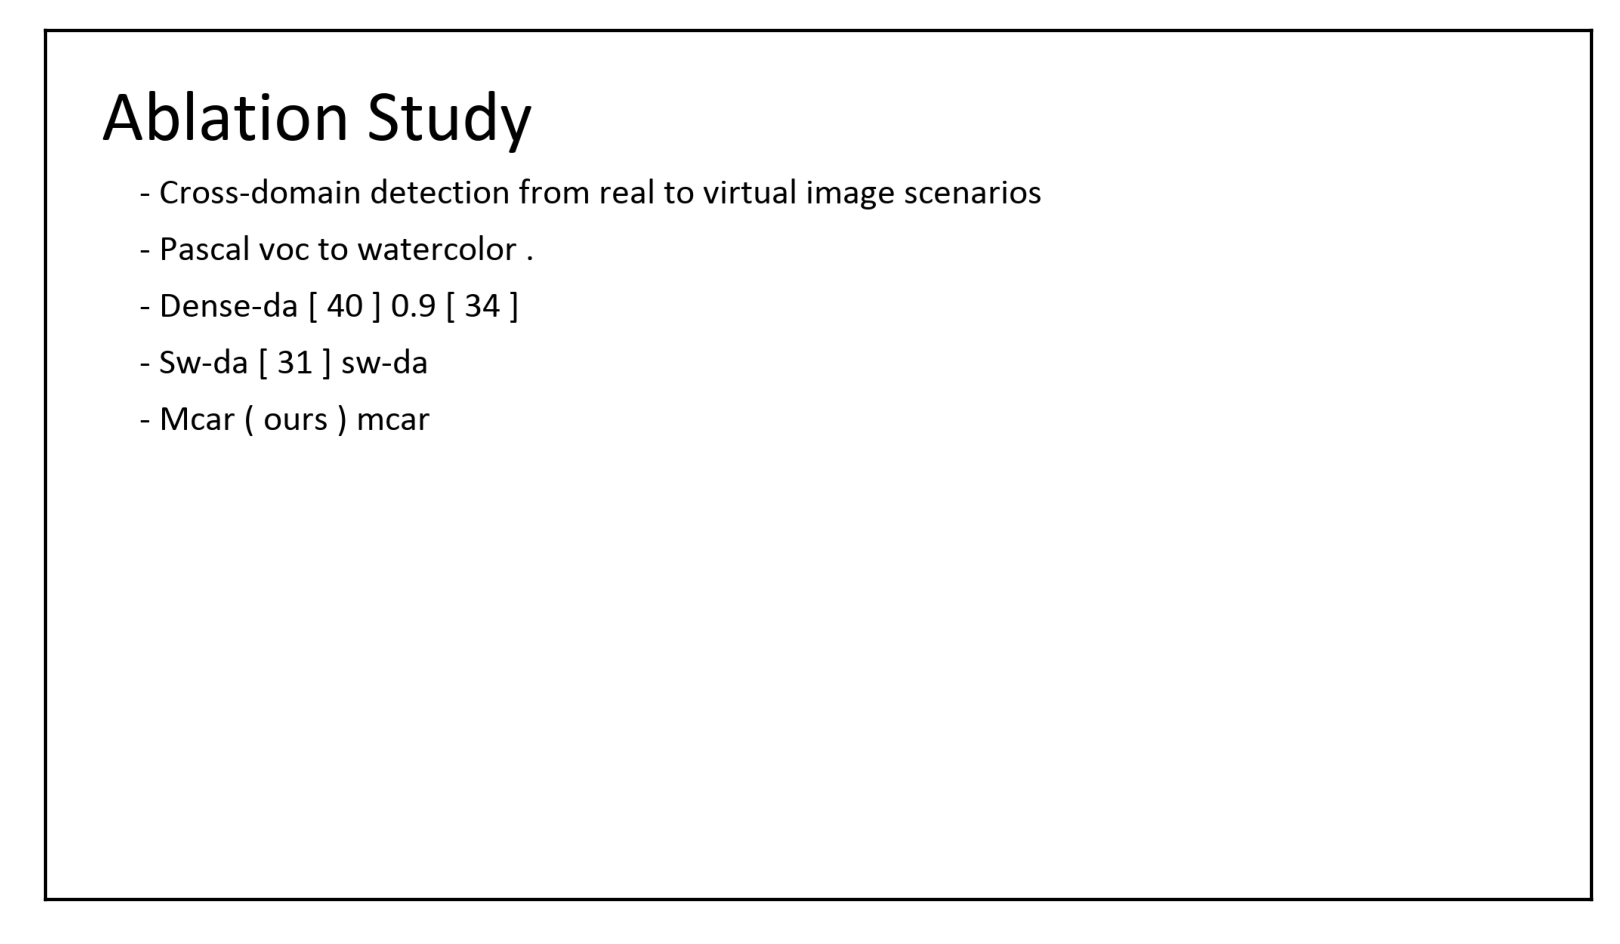 Ablation Study
- Cross-domain detection from real to virtual image scenarios
- Pascal voc to watercolor .
- Dense-da [ 40 ] 0.9 [ 34 ]
- Sw-da [ 31 ] sw-da
- Mcar ( ours ) mcar